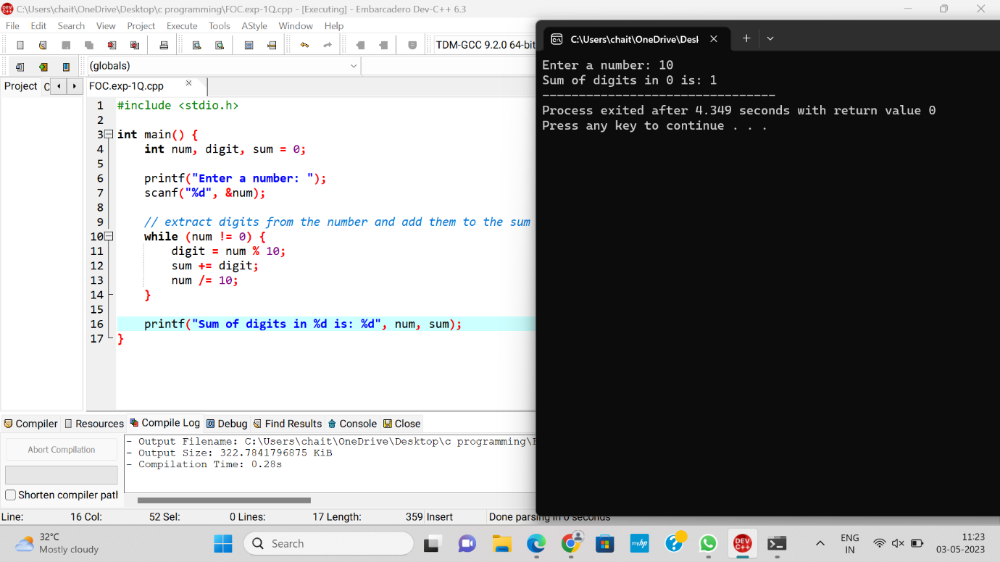 C:\Users\chait\OneDrive\Desktop\c programming\FOC.exp-1Q.cpp - [Executing] - Embarcadero Dev-C++ 6.3
File Edit Search View Project Execute Tools AStyle Window Help
TDM-GCC 9.2.0 64-bit
(globals)
Project
FOC.exp-1Q.cpp
1 #include <stdio.h>
2
3 int main() {
4 int num, digit, sum = 0;
5
6 printf("Enter a number: ");
7 scanf("%d", &num);
8
9 // extract digits from the number and add them to the sum
10 while (num != 0) {
11 digit = num % 10;
12 sum += digit;
13 num /= 10;
14 }
15
16 printf("Sum of digits in %d is: %d", num, sum);
17 }
C:\Users\chait\OneDrive\Desl
Enter a number: 10
Sum of digits in 0 is: 1
--------------------------------
Process exited after 4.349 seconds with return value 0
Press any key to continue . . .
Compiler Resources Compile Log Debug Find Results Console Close
Abort Compilation
Shorten compiler path
- Output Filename: C:\Users\chait\OneDrive\Desktop\c programming\
- Output Size: 322.7841796875 KiB
- Compilation Time: 0.28s
Line: 16 Col: 52 Sel: 0 Lines: 17 Length: 359 Insert Done parsing in 0 seconds
32°C
Mostly cloudy
Search
myhp
DEV
C++
ENG
IN
11:23
03-05-2023